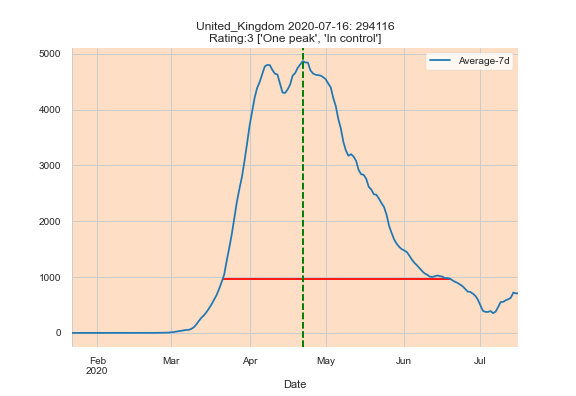 United_Kingdom 2020-07-16: 294116
Rating:3 ['One peak', 'In control']
Average-7d
5000
4000
3000
2000
1000
0
Feb Mar Apr May Jun Jul
2020
Date